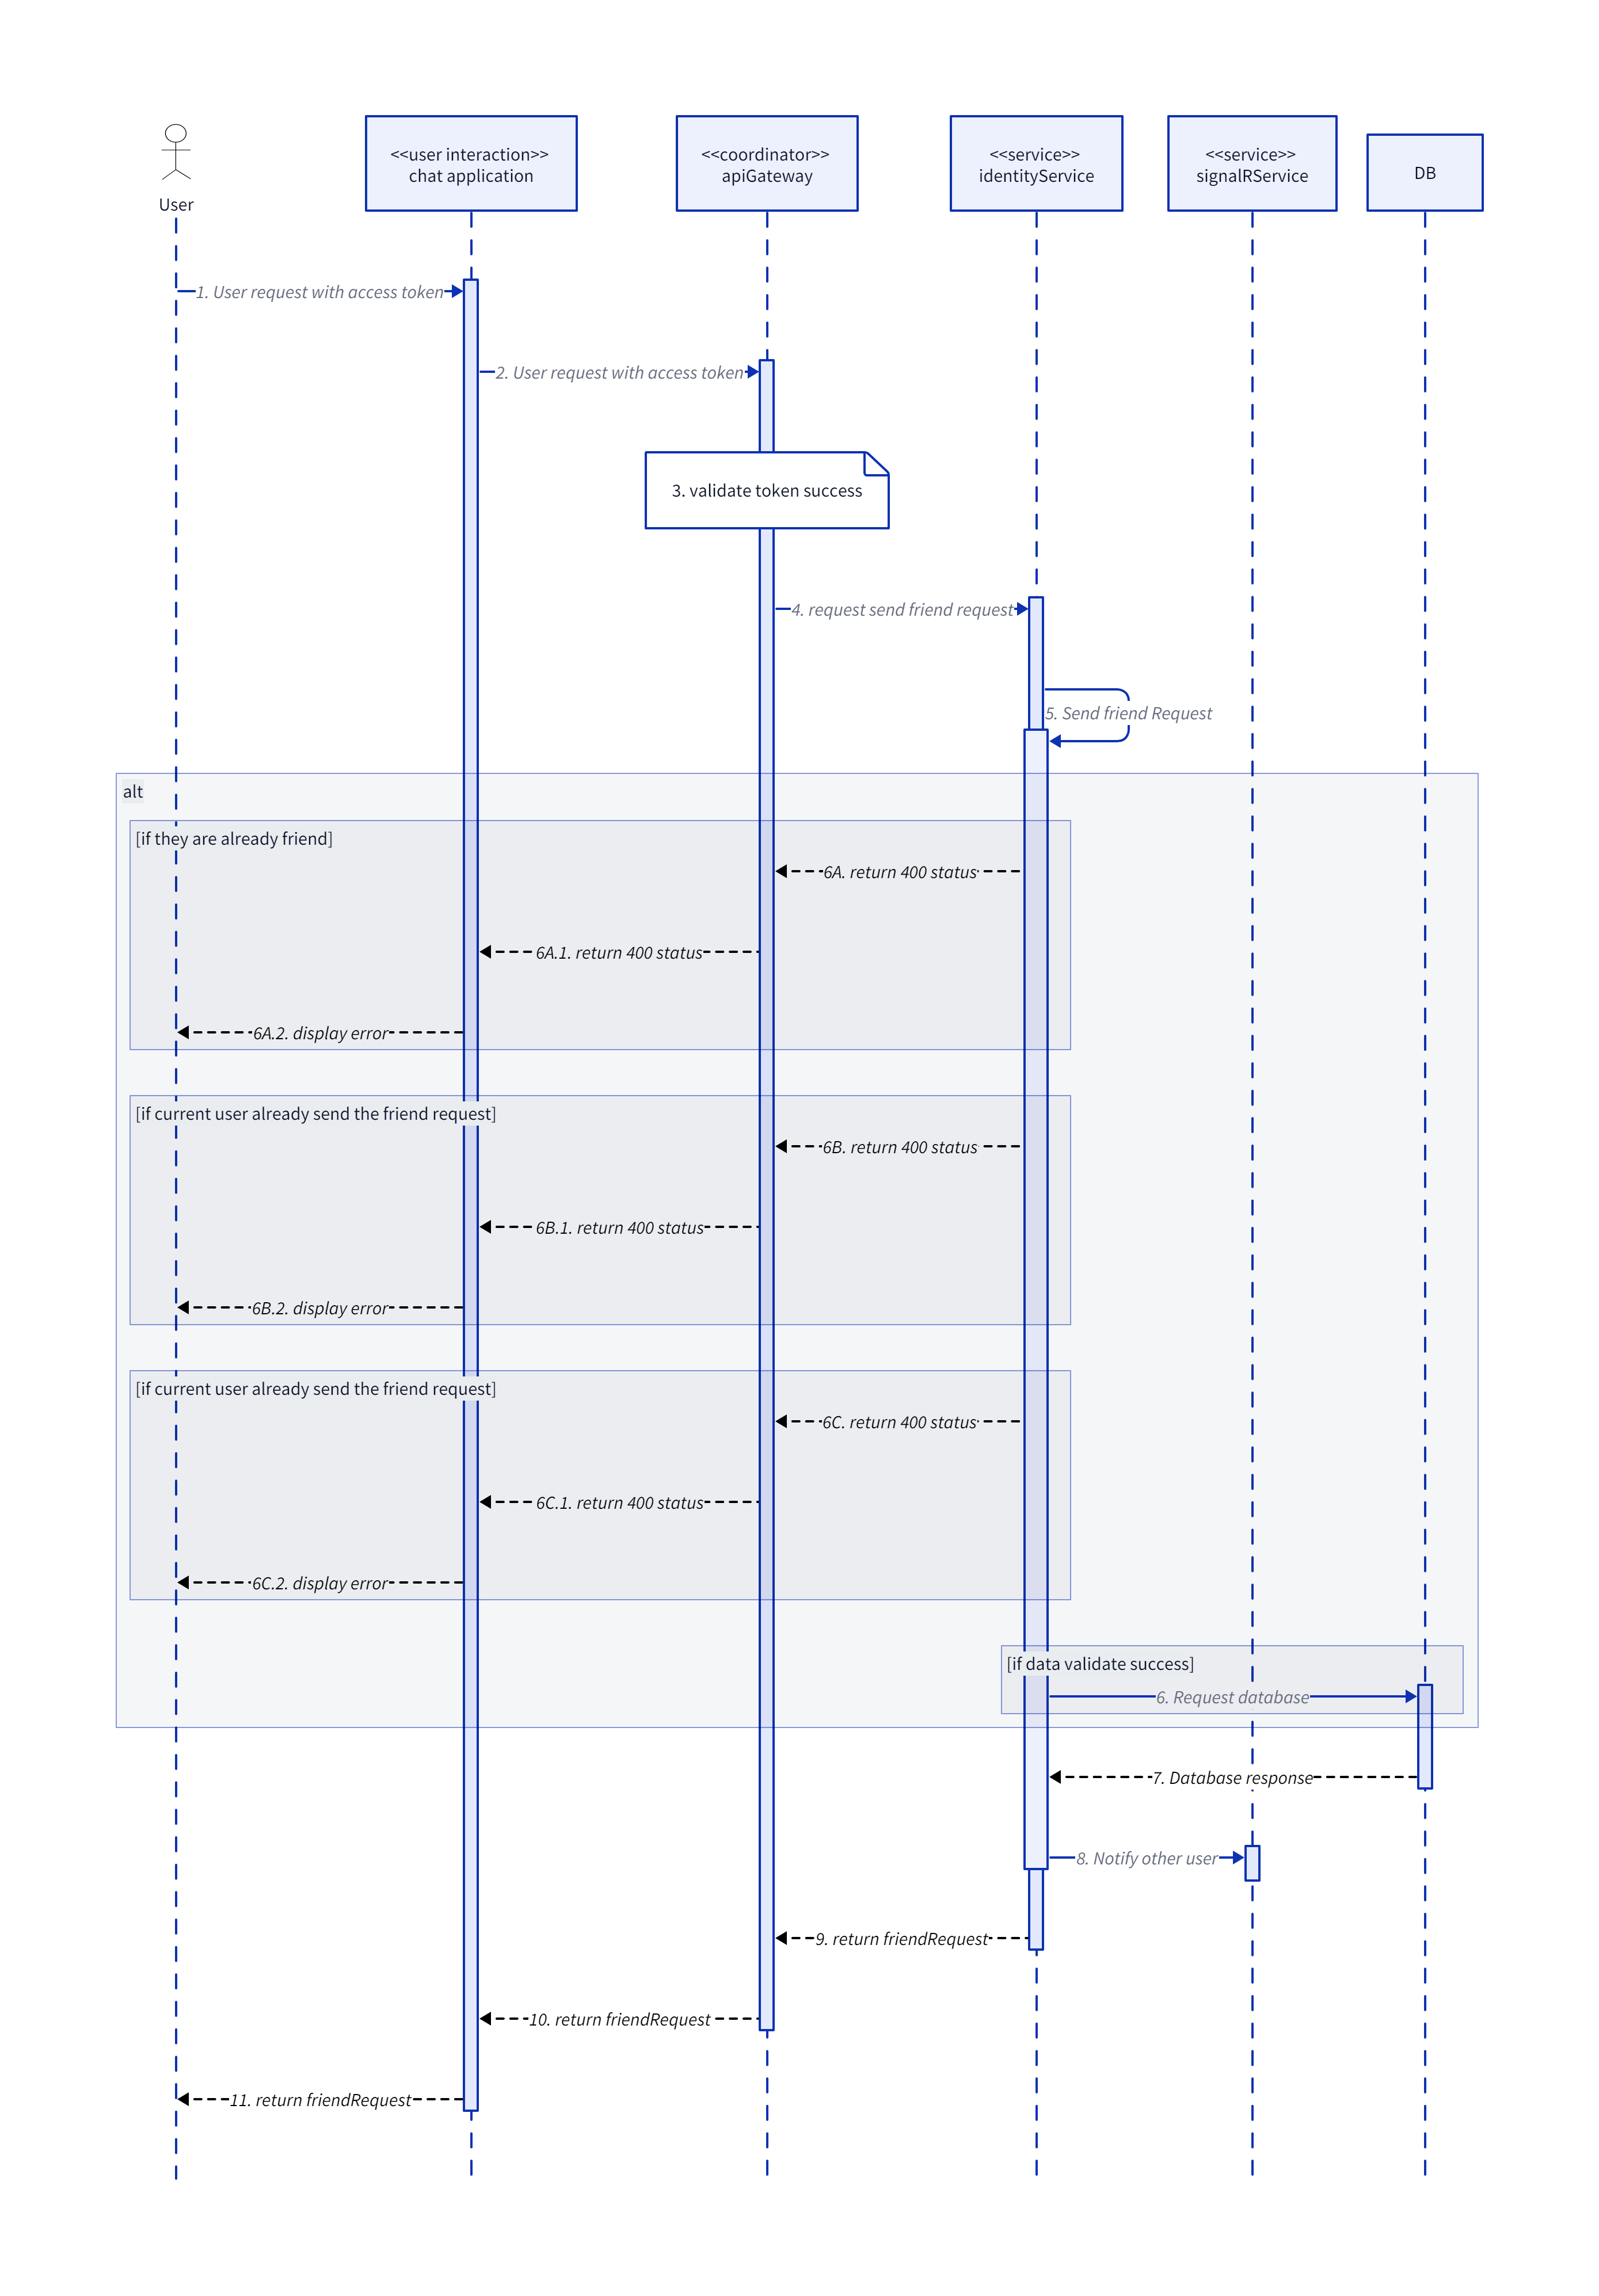 <<user interaction>>
chat application
<<coordinator>>
apiGateway
<<service>>
identityService
<<service>>
signalRService
DB
User
1. User request with access token
2. User request with access token
3. validate token success
4. request send friend request
5. Send friend Request
alt
[if they are already friend]
6A. return 400 status
6A.1. return 400 status
6A.2. display error
[if current user already send the friend request]
6B. return 400 status
6B.1. return 400 status
6B.2. display error
[if current user already send the friend request]
6C. return 400 status
6C.1. return 400 status
6C.2. display error
[if data validate success]
6. Request database
7. Database response
8. Notify other user
9. return friendRequest
10. return friendRequest
11. return friendRequest